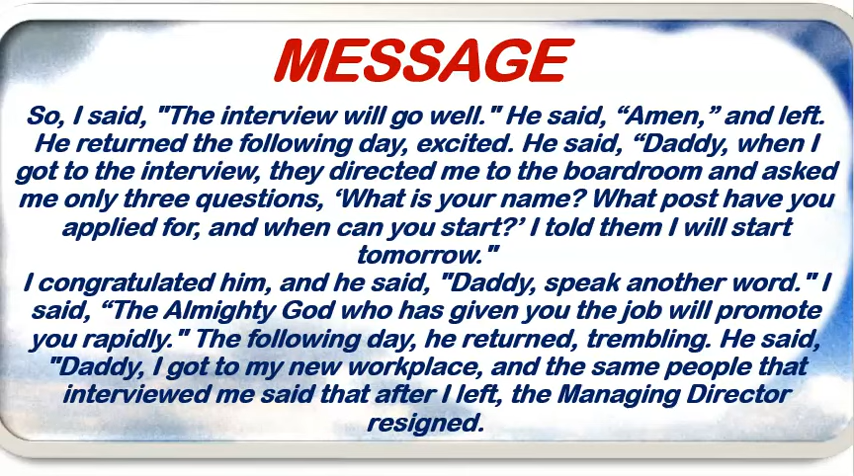 MESSAGE
So, I said, "The interview will go well." He said, “Amen,” and left.
He returned the following day, excited. He said, “Daddy, when I
got to the interview, they directed me to the boardroom and asked
me only three questions, ‘What is your name? What post have you
applied for, and when can you start?’ I told them I will start
tomorrow."
I congratulated him, and he said, "Daddy, speak another word." I
said, “The Almighty God who has given you the job will promote
you rapidly." The following day, he returned, trembling. He said,
"Daddy, I got to my new workplace, and the same people that
interviewed me said that after I left, the Managing Director
resigned.